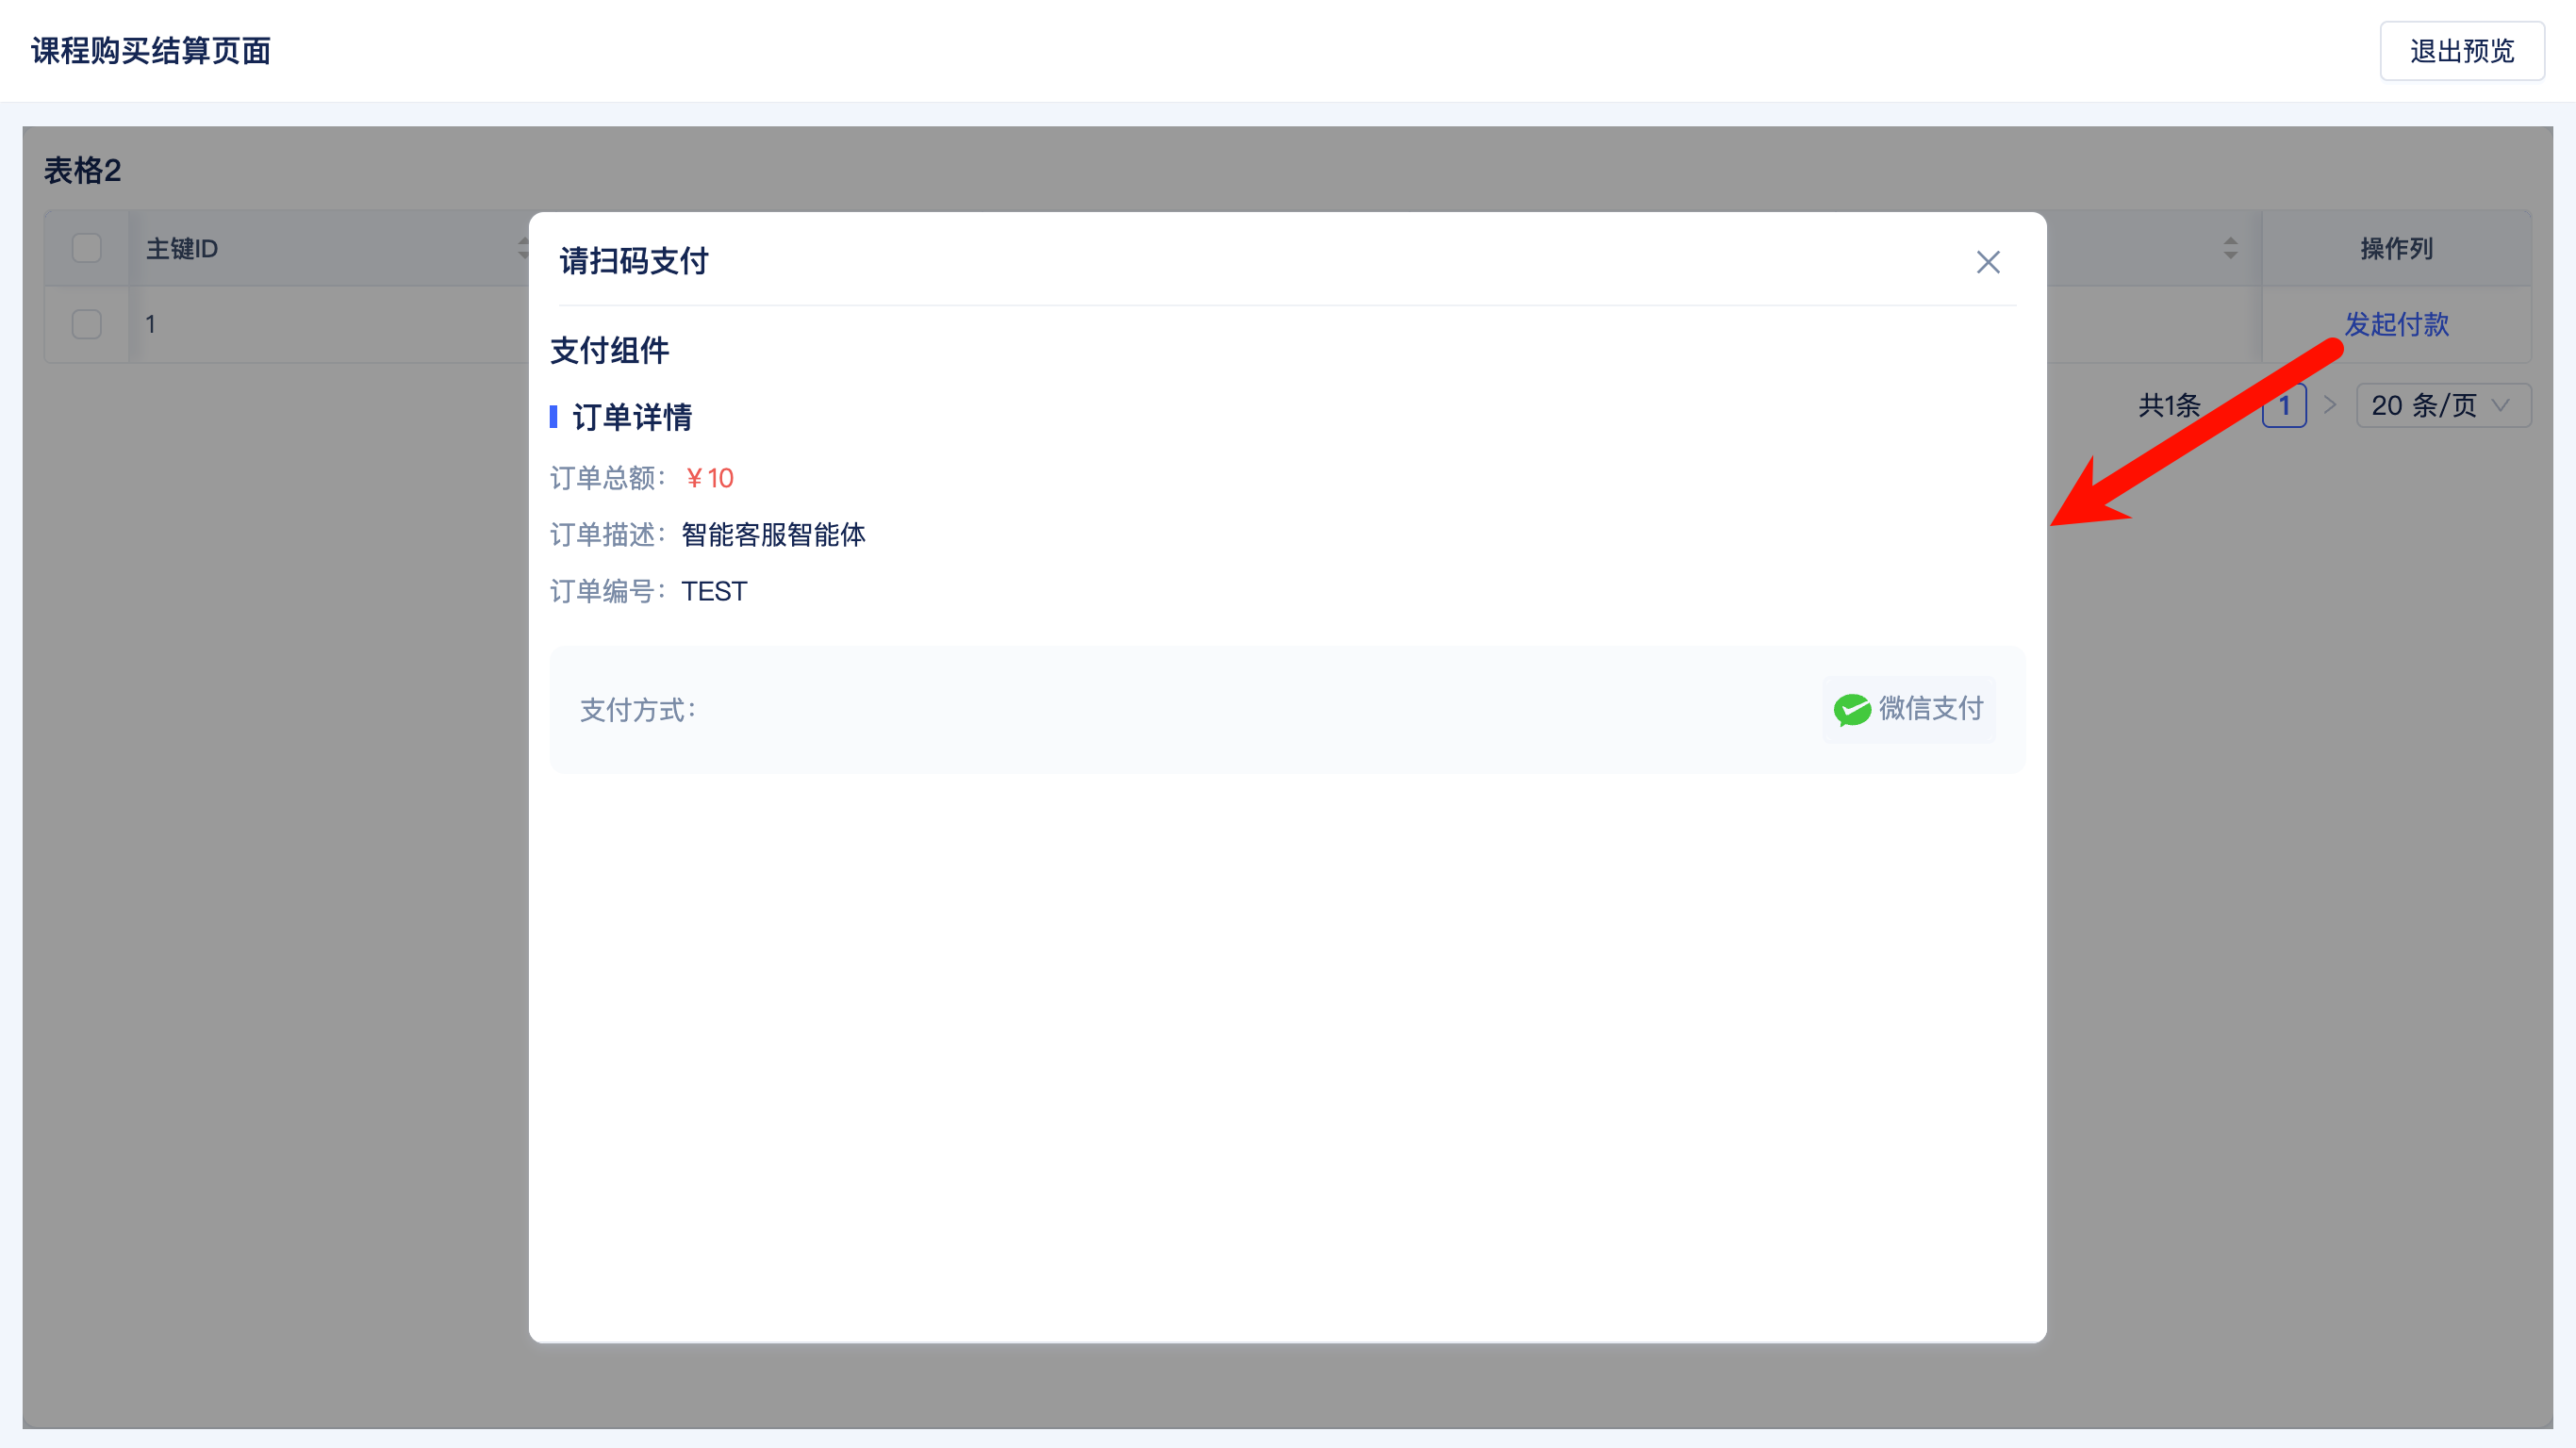 课程购买结算页面
退出预览
表格2
主键ID
操作列
1
发起付款
共1条
1
20 条/页
请扫码支付
支付组件
订单详情
订单总额：￥10
订单描述：智能客服智能体
订单编号：TEST
支付方式：
微信支付